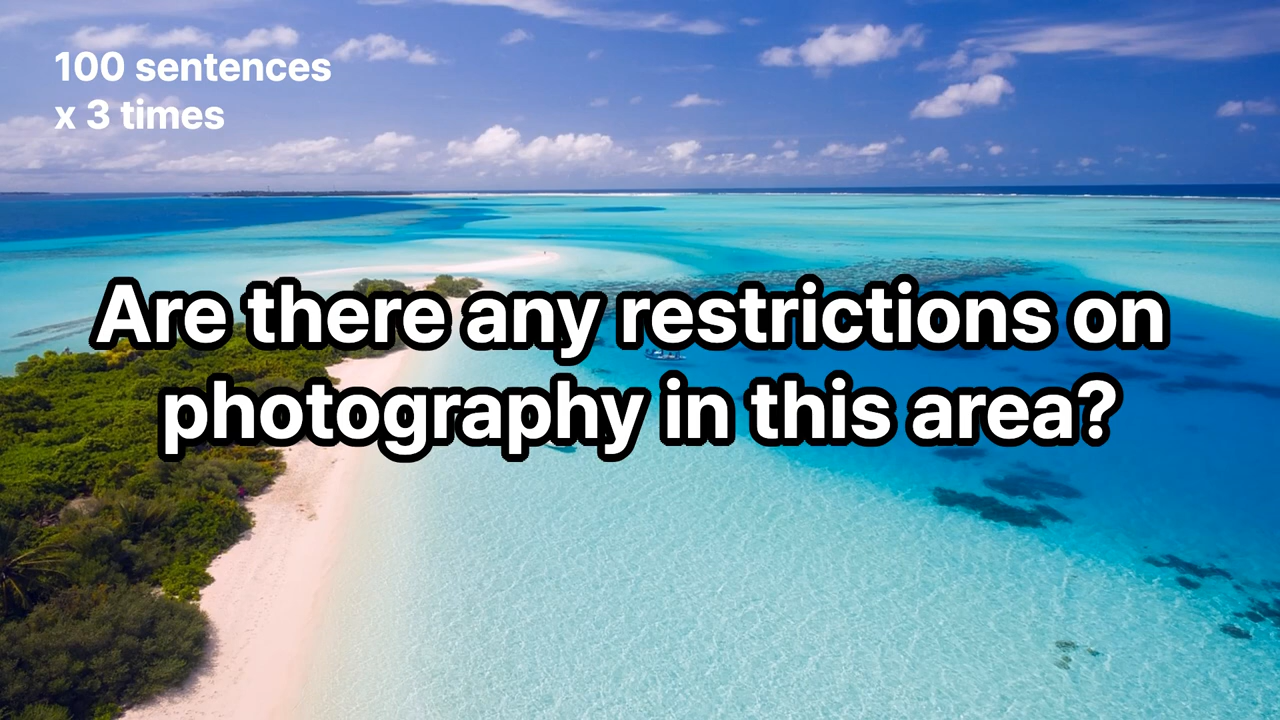 100 sentences
x 3 times
Are there any restrictions on
photography in this area?